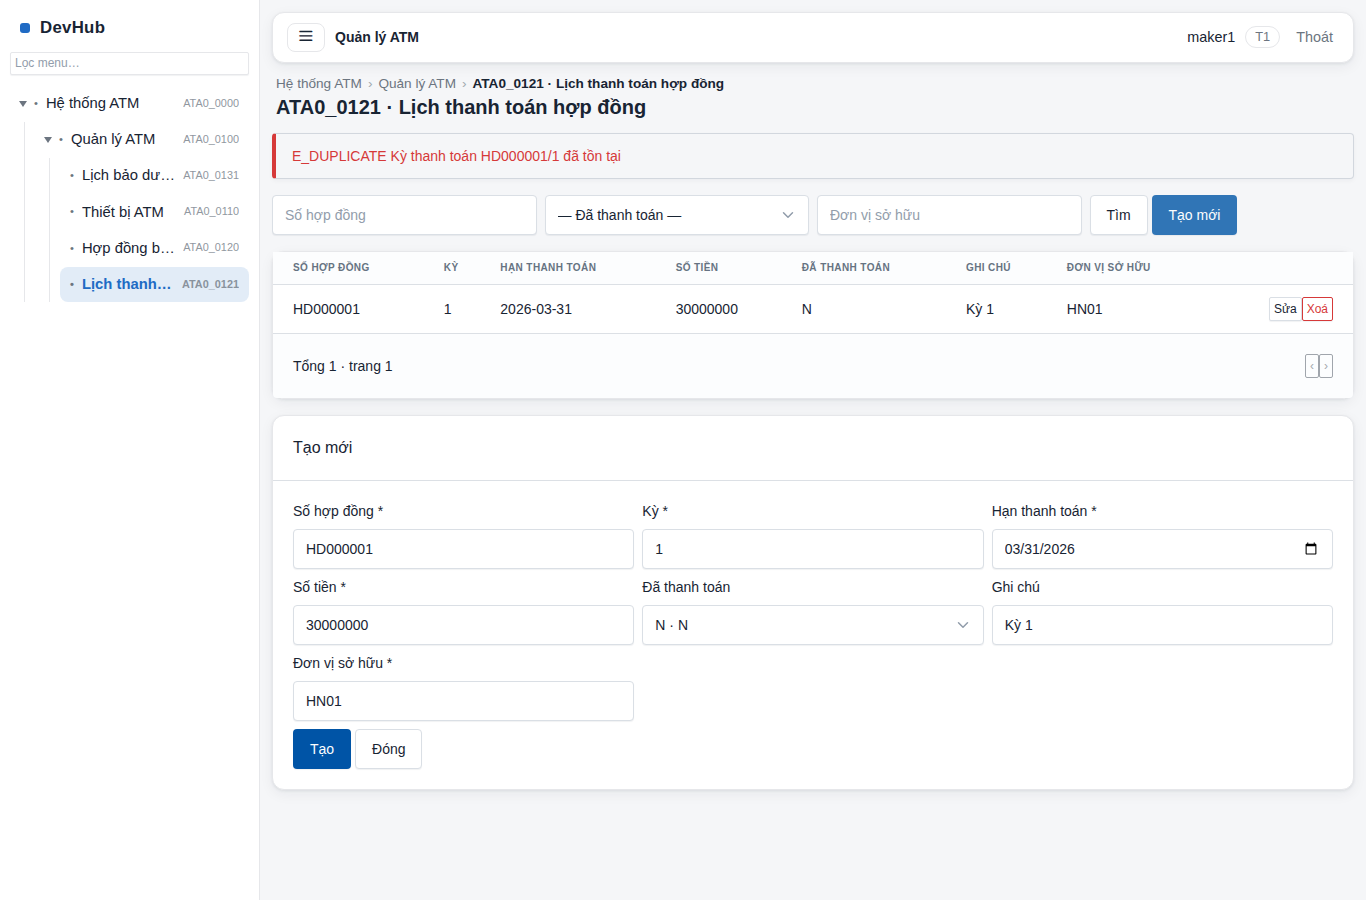 DevHub
Lọc menu…
Hệ thống ATM ATA0_0000
Quản lý ATM ATA0_0100
Lịch bảo dư… ATA0_0131
Thiết bị ATM ATA0_0110
Hợp đồng b… ATA0_0120
Lịch thanh… ATA0_0121
Quản lý ATM
maker1 T1 Thoát
Hệ thống ATM › Quản lý ATM › ATA0_0121 · Lịch thanh toán hợp đồng
ATA0_0121 · Lịch thanh toán hợp đồng
E_DUPLICATE Kỳ thanh toán HD000001/1 đã tồn tại
Số hợp đồng — Đã thanh toán — Đơn vị sở hữu Tìm Tạo mới
SỐ HỢP ĐỒNG KỲ HẠN THANH TOÁN SỐ TIỀN ĐÃ THANH TOÁN GHI CHÚ ĐƠN VỊ SỞ HỮU
HD000001 1 2026-03-31 30000000 N Kỳ 1 HN01 Sửa Xoá
Tổng 1 · trang 1 ‹ ›
Tạo mới
Số hợp đồng * Kỳ * Hạn thanh toán *
HD000001 1 03/31/2026
Số tiền * Đã thanh toán Ghi chú
30000000 N · N Kỳ 1
Đơn vị sở hữu *
HN01
Tạo Đóng